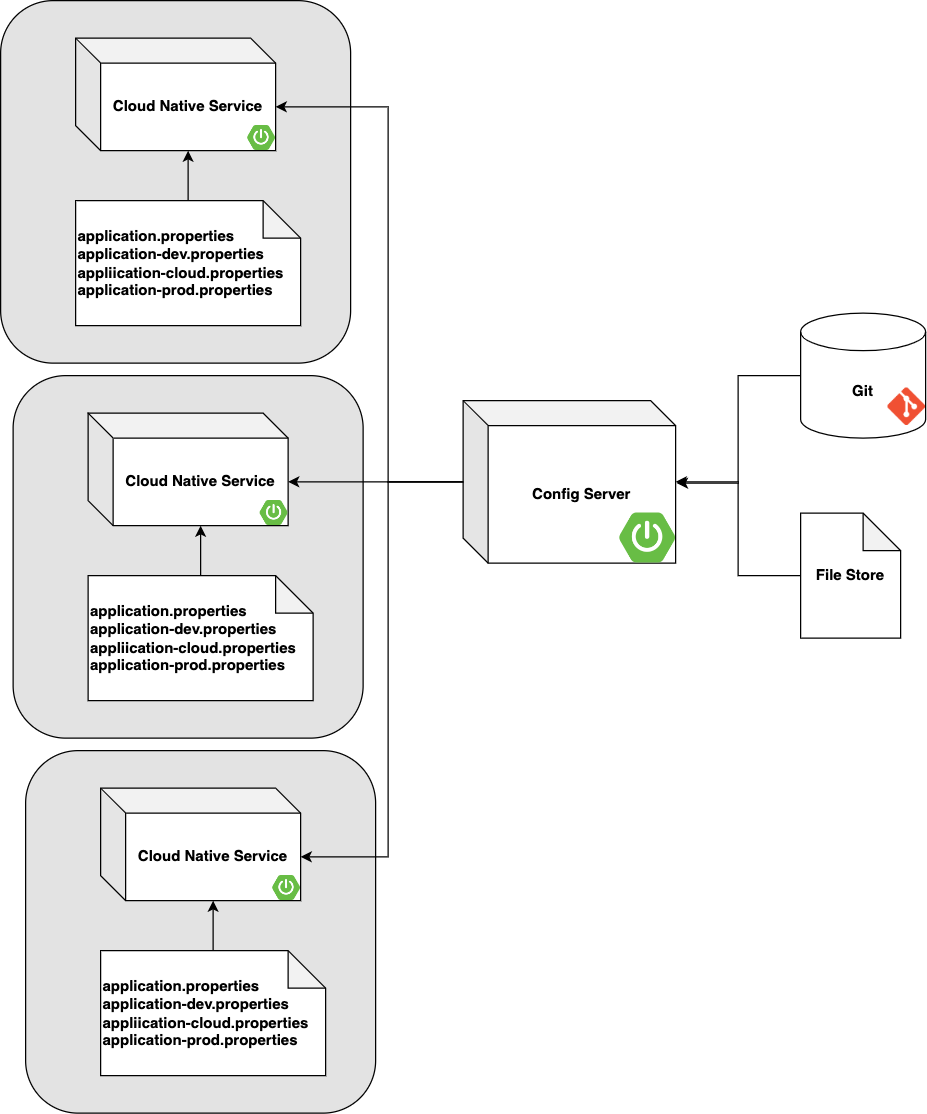 Cloud Native Service
application.properties
application-dev.properties
appliication-cloud.properties
application-prod.properties
Cloud Native Service
application.properties
application-dev.properties
appliication-cloud.properties
application-prod.properties
Cloud Native Service
application.properties
application-dev.properties
appliication-cloud.properties
application-prod.properties
Config Server
Git
File Store